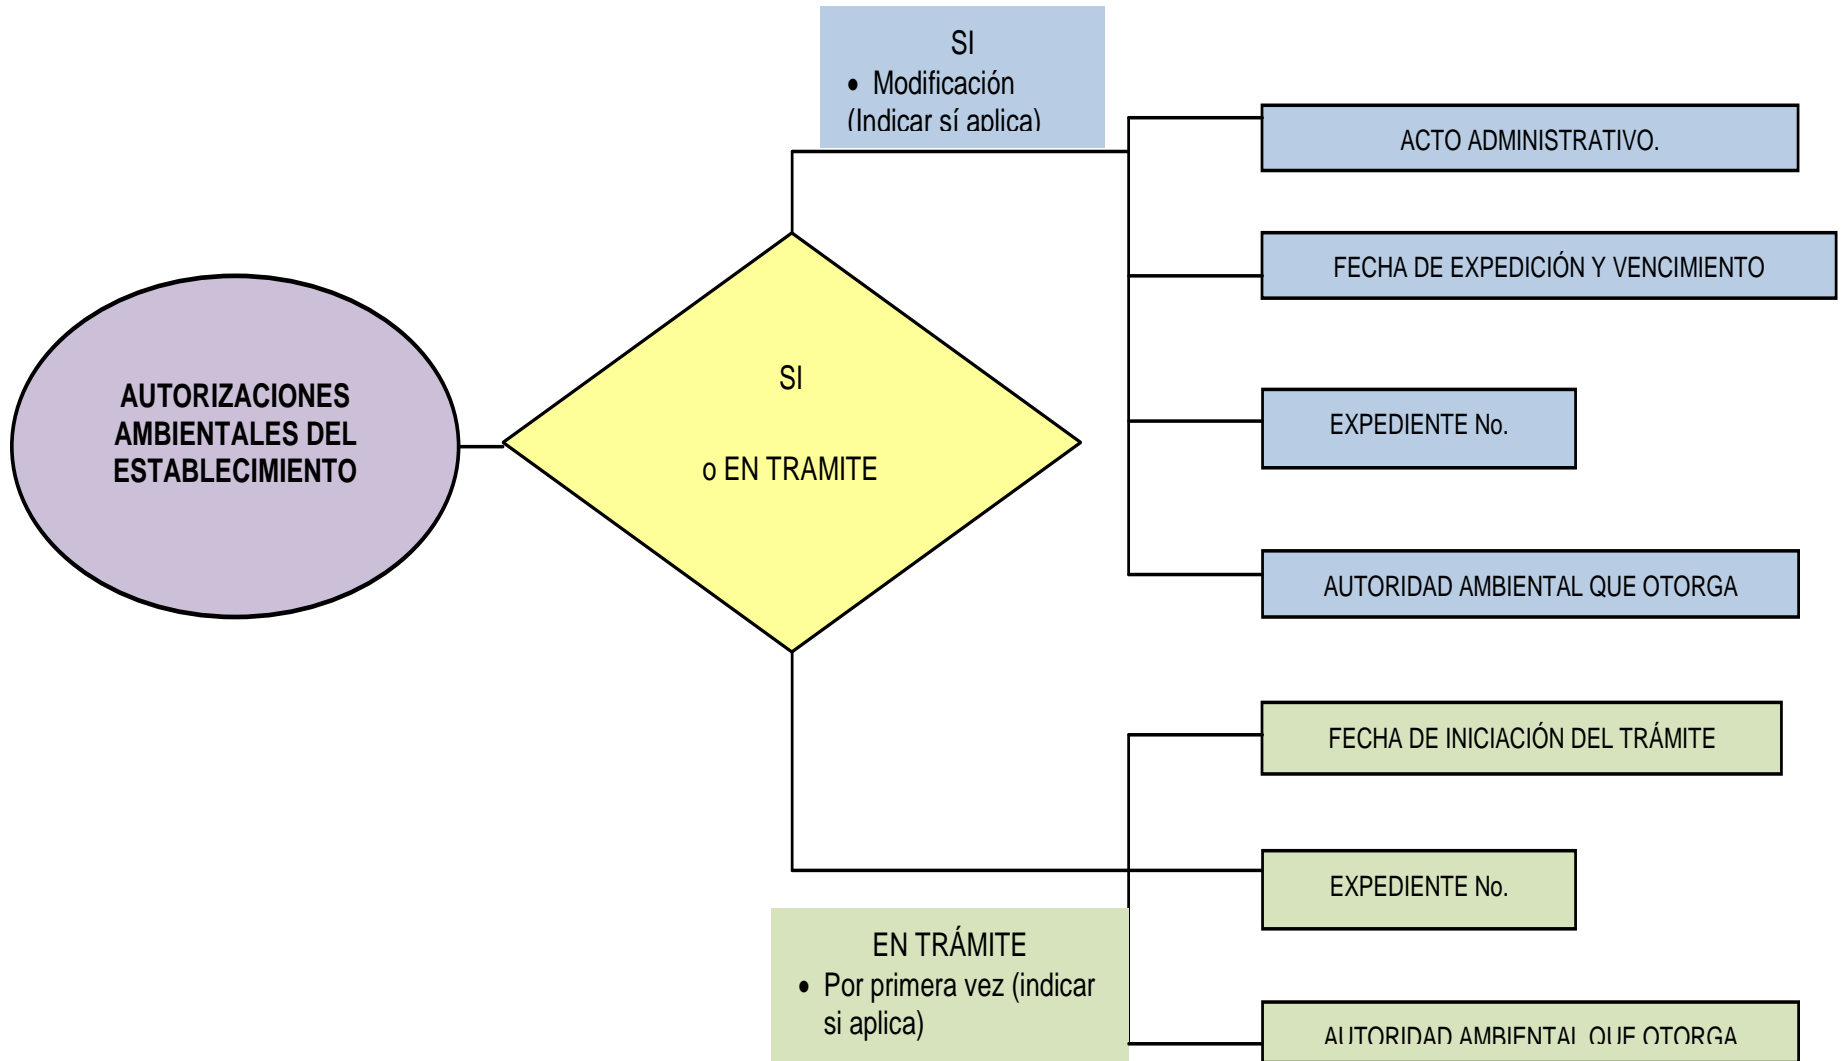 SI
• Modificación
(Indicar sí aplica)
ACTO ADMINISTRATIVO.
FECHA DE EXPEDICIÓN Y VENCIMIENTO
EXPEDIENTE No.
AUTORIDAD AMBIENTAL QUE OTORGA
AUTORIZACIONES
AMBIENTALES DEL
ESTABLECIMIENTO
SI
o EN TRAMITE
FECHA DE INICIACIÓN DEL TRÁMITE
EXPEDIENTE No.
AUTORIDAD AMBIENTAL QUE OTORGA
EN TRÁMITE
• Por primera vez (indicar
si aplica)